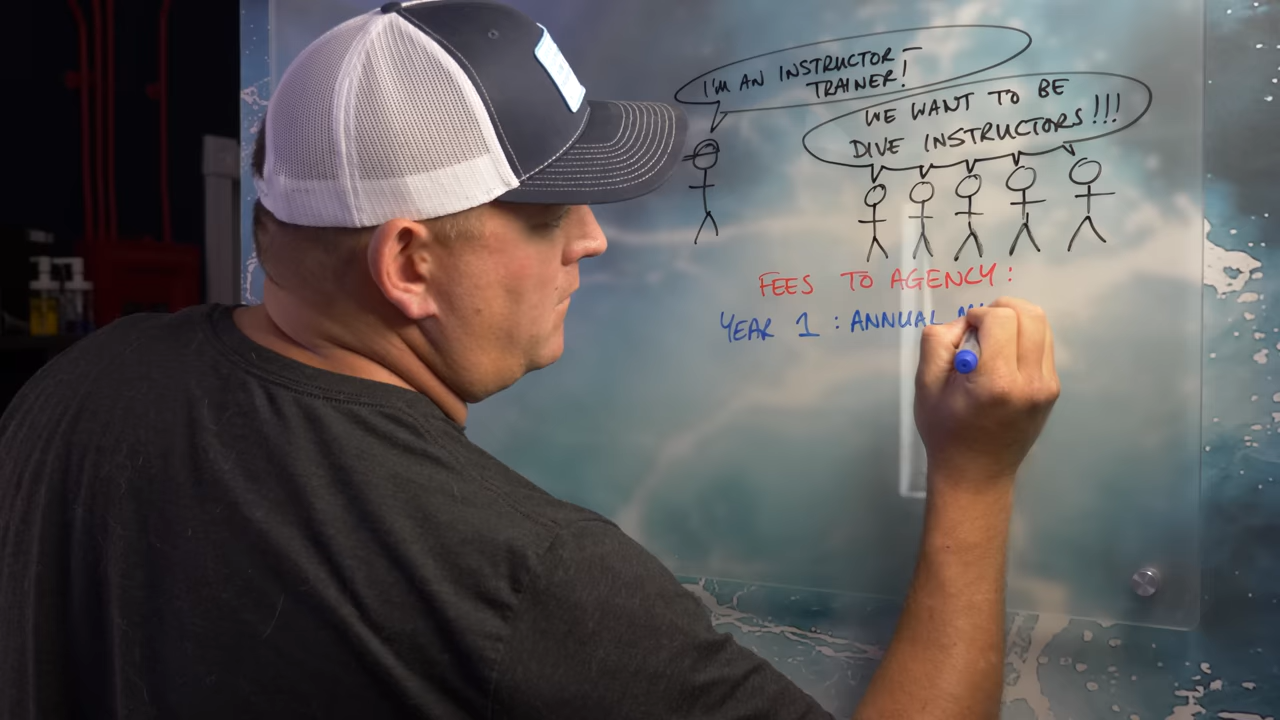 I'M AN INSTRUCTOR-
TRAINER!
WE WANT TO BE
DIVE INSTRUCTORS!!!
FEES TO AGENCY:
YEAR 1: ANNUAL